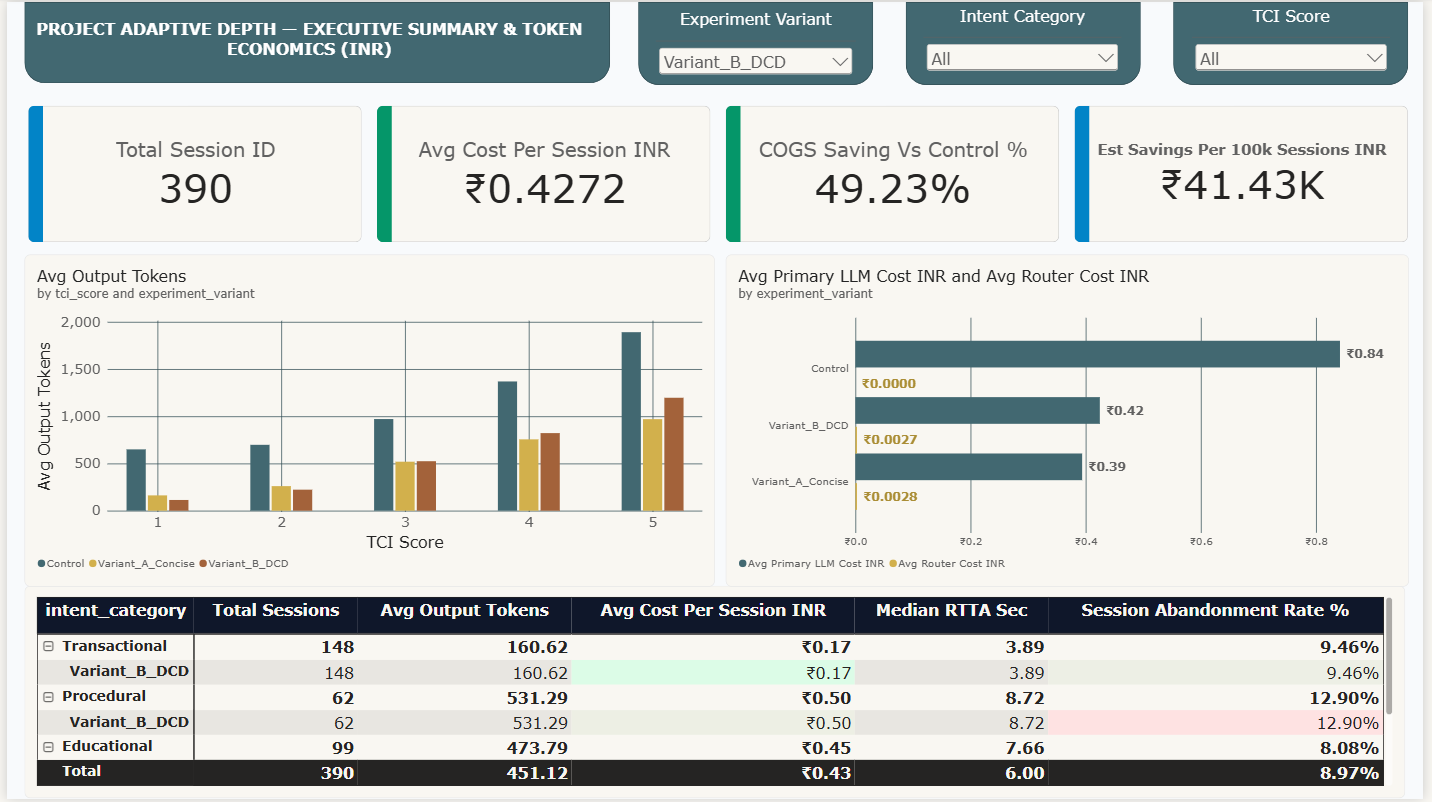 PROJECT ADAPTIVE DEPTH — EXECUTIVE SUMMARY & TOKEN
ECONOMICS (INR)
Experiment Variant
Variant_B_DCD
Intent Category
All
TCI Score
All
Total Session ID
390
Avg Cost Per Session INR
₹0.4272
COGS Saving Vs Control %
49.23%
Est Savings Per 100k Sessions INR
₹41.43K
Avg Output Tokens
by tci_score and experiment_variant
Avg Output Tokens
2,000
1,500
1,000
500
0
1 2 3 4 5
TCI Score
Control Variant_A_Concise Variant_B_DCD
Avg Primary LLM Cost INR and Avg Router Cost INR
by experiment_variant
Control
₹0.84
₹0.0000
Variant_B_DCD
₹0.42
₹0.0027
Variant_A_Concise
₹0.39
₹0.0028
₹0.0 ₹0.2 ₹0.4 ₹0.6 ₹0.8
Avg Primary LLM Cost INR Avg Router Cost INR
intent_category Total Sessions Avg Output Tokens Avg Cost Per Session INR Median RTTA Sec Session Abandonment Rate %
Transactional 148 160.62 ₹0.17 3.89 9.46%
Variant_B_DCD 148 160.62 ₹0.17 3.89 9.46%
Procedural 62 531.29 ₹0.50 8.72 12.90%
Variant_B_DCD 62 531.29 ₹0.50 8.72 12.90%
Educational 99 473.79 ₹0.45 7.66 8.08%
Total 390 451.12 ₹0.43 6.00 8.97%